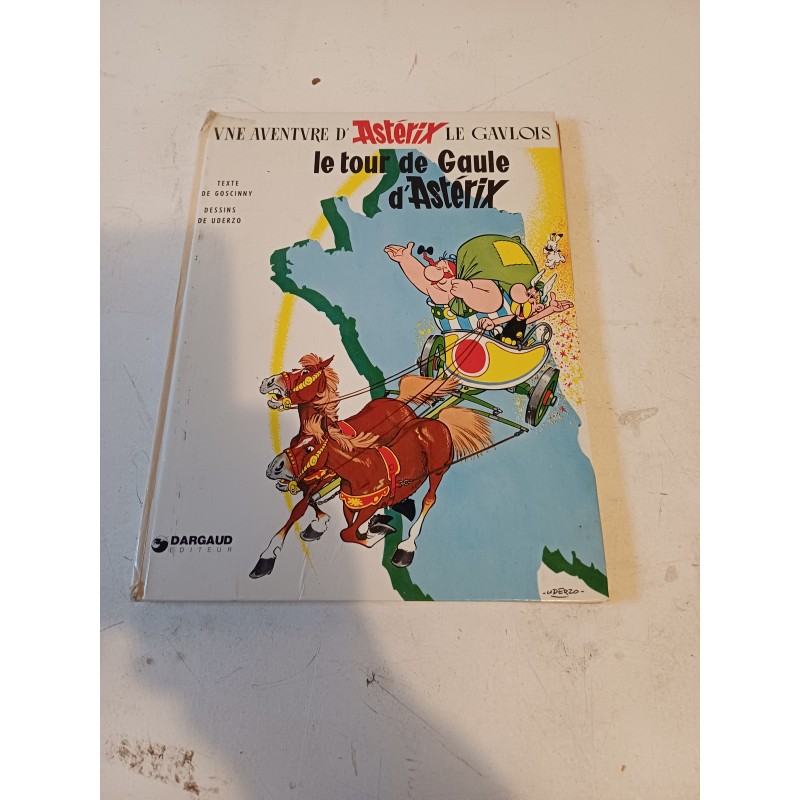 VNE AVENTVRE D'Astérix LE GAVLOIS
le tour de Gaule
d'Astérix
TEXTE
DE GOSCINNY
DESSINS
DE UDERZO
DARGAUD
EDITEUR
-UDERZO-